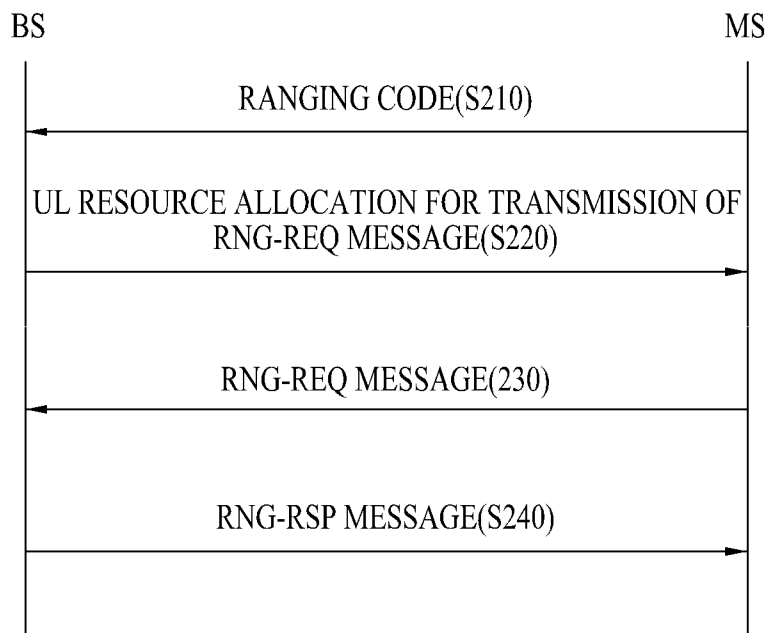 BS
MS
RANGING CODE(S210)
UL RESOURCE ALLOCATION FOR TRANSMISSION OF
RNG-REQ MESSAGE(S220)
RNG-REQ MESSAGE(230)
RNG-RSP MESSAGE(S240)